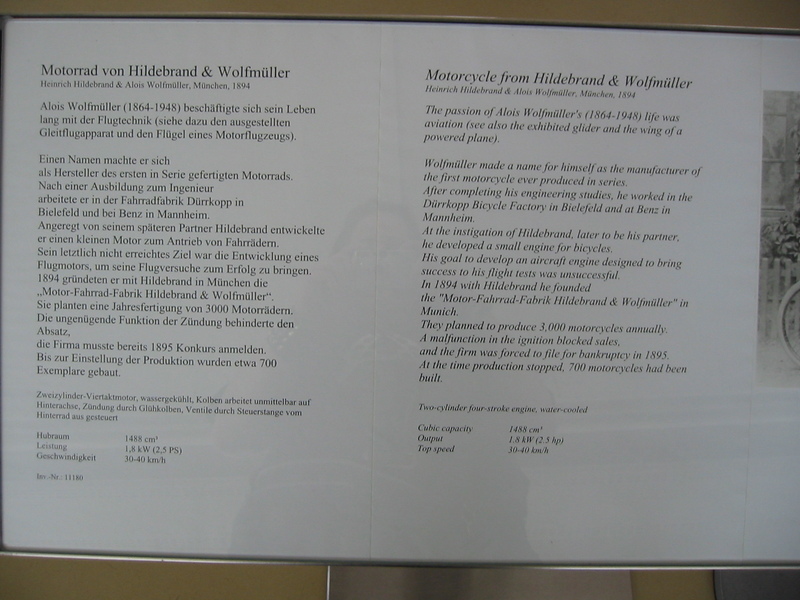 Motorrad von Hildebrand & Wolfmüller
Heinrich Hildebrand & Alois Wolfmüller, München, 1894
Alois Wolfmüller (1864-1948) beschäftigte sich sein Leben
lang mit der Flugtechnik (siehe dazu den ausgestellten
Gleitflugapparat und den Flügel eines Motorflugzeugs).
Einen Namen machte er sich
als Hersteller des ersten in Serie gefertigten Motorrads.
Nach einer Ausbildung zum Ingenieur
arbeitete er in der Fahrradfabrik Dürrkopp in
Bielefeld und bei Benz in Mannheim.
Angeregt von seinem späteren Partner Hildebrand entwickelte
er einen kleinen Motor zum Antrieb von Fahrrädern.
Sein letztlich nicht erreichtes Ziel war die Entwicklung eines
Flugmotors, um seine Flugversuche zum Erfolg zu bringen.
1894 gründeten er mit Hildebrand in München die
„Motor-Fahrrad-Fabrik Hildebrand & Wolfmüller“.
Sie planten eine Jahresfertigung von 3000 Motorrädern.
Die ungenügende Funktion der Zündung behinderte den
Absatz,
die Firma musste bereits 1895 Konkurs anmelden.
Bis zur Einstellung der Produktion wurden etwa 700
Exemplare gebaut.
Zweizylinder-Viertaktmotor, wassergekühlt, Kolben arbeitet unmittelbar auf
Hinterachse, Zündung durch Glühkolben, Ventile durch Steuerstange vom
Hinterrad aus gesteuert
Hubraum 1488 cm³
Leistung 1,8 kW (2,5 PS)
Geschwindigkeit 30-40 km/h
Inv.-Nr. 11180
Motorcycle from Hildebrand & Wolfmüller
Heinrich Hildebrand & Alois Wolfmüller, München, 1894
The passion of Alois Wolfmüller's (1864-1948) life was
aviation (see also the exhibited glider and the wing of a
powered plane).
Wolfmüller made a name for himself as the manufacturer of
the first motorcycle ever produced in series.
After completing his engineering studies, he worked in the
Dürrkopp Bicycle Factory in Bielefeld and at Benz in
Mannheim.
At the instigation of Hildebrand, later to be his partner,
he developed a small engine for bicycles.
His goal to develop an aircraft engine designed to bring
success to his flight tests was unsuccessful.
In 1894 with Hildebrand he founded
the "Motor-Fahrrad-Fabrik Hildebrand & Wolfmüller" in
Munich.
They planned to produce 3,000 motorcycles annually.
A malfunction in the ignition blocked sales,
and the firm was forced to file for bankruptcy in 1895.
At the time production stopped, 700 motorcycles had been
built.
Two-cylinder four-stroke engine, water-cooled
Cubic capacity 1488 cm³
Output 1.8 kW (2.5 hp)
Top speed 30-40 km/h